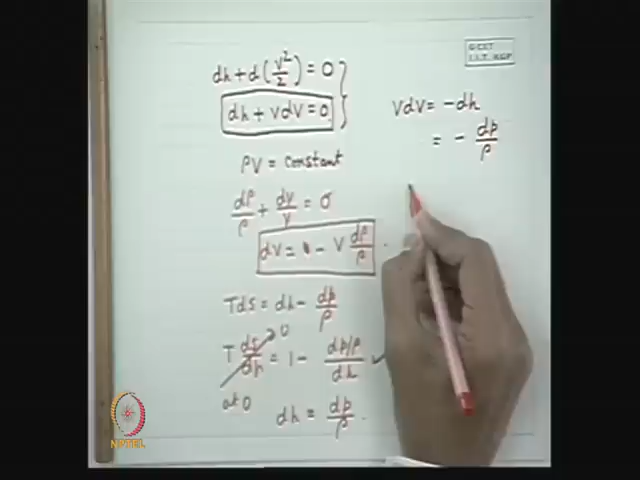 GCET
I.I.T. KGP
dh + d(V²/2) = 0
dh + VdV = 0
ρV = constant
dρ/ρ + dV/V = 0
dV = - V dρ/ρ
Tds = dh - dp/ρ
T ds/dh = 1 - (dp/ρ)/dh
0
at 0
dh = dp/ρ
VdV = -dh
= - dp/ρ
NPTEL